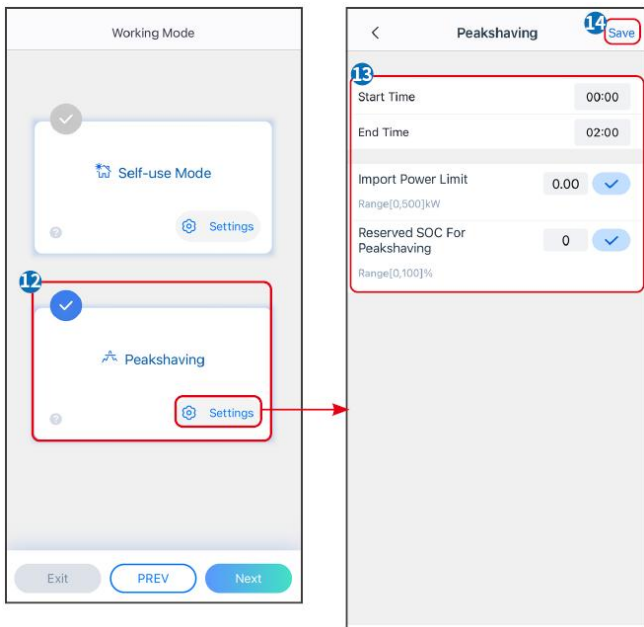 Working Mode
Self-use Mode
Settings
12
Peakshaving
Settings
Exit
PREV
Next
Peakshaving
14
Save
13
Start Time
00:00
End Time
02:00
Import Power Limit
0.00
Range[0,500]kW
Reserved SOC For
Peakshaving
0
Range[0,100]%